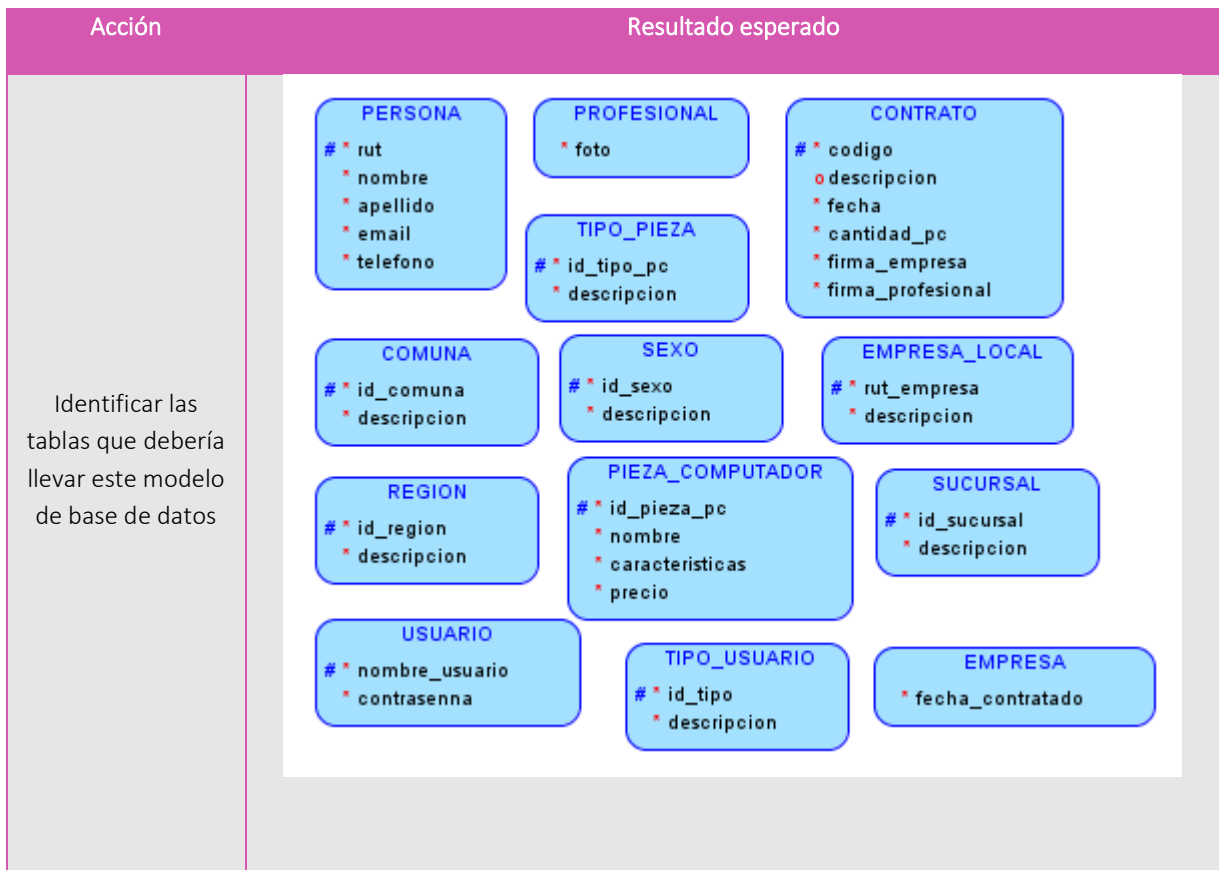 Acción
Resultado esperado
Identificar las
tablas que debería
llevar este modelo
de base de datos
PERSONA
# * rut
* nombre
* apellido
* email
* telefono
PROFESIONAL
* foto
CONTRATO
# * codigo
o descripcion
* fecha
* cantidad_pc
* firma_empresa
* firma_profesional
TIPO_PIEZA
# * id_tipo_pc
* descripcion
COMUNA
# * id_comuna
* descripcion
SEXO
# * id_sexo
* descripcion
EMPRESA_LOCAL
# * rut_empresa
* descripcion
REGION
# * id_region
* descripcion
PIEZA_COMPUTADOR
# * id_pieza_pc
* nombre
* caracteristicas
* precio
SUCURSAL
# * id_sucursal
* descripcion
USUARIO
# * nombre_usuario
* contrasenna
TIPO_USUARIO
# * id_tipo
* descripcion
EMPRESA
* fecha_contratado